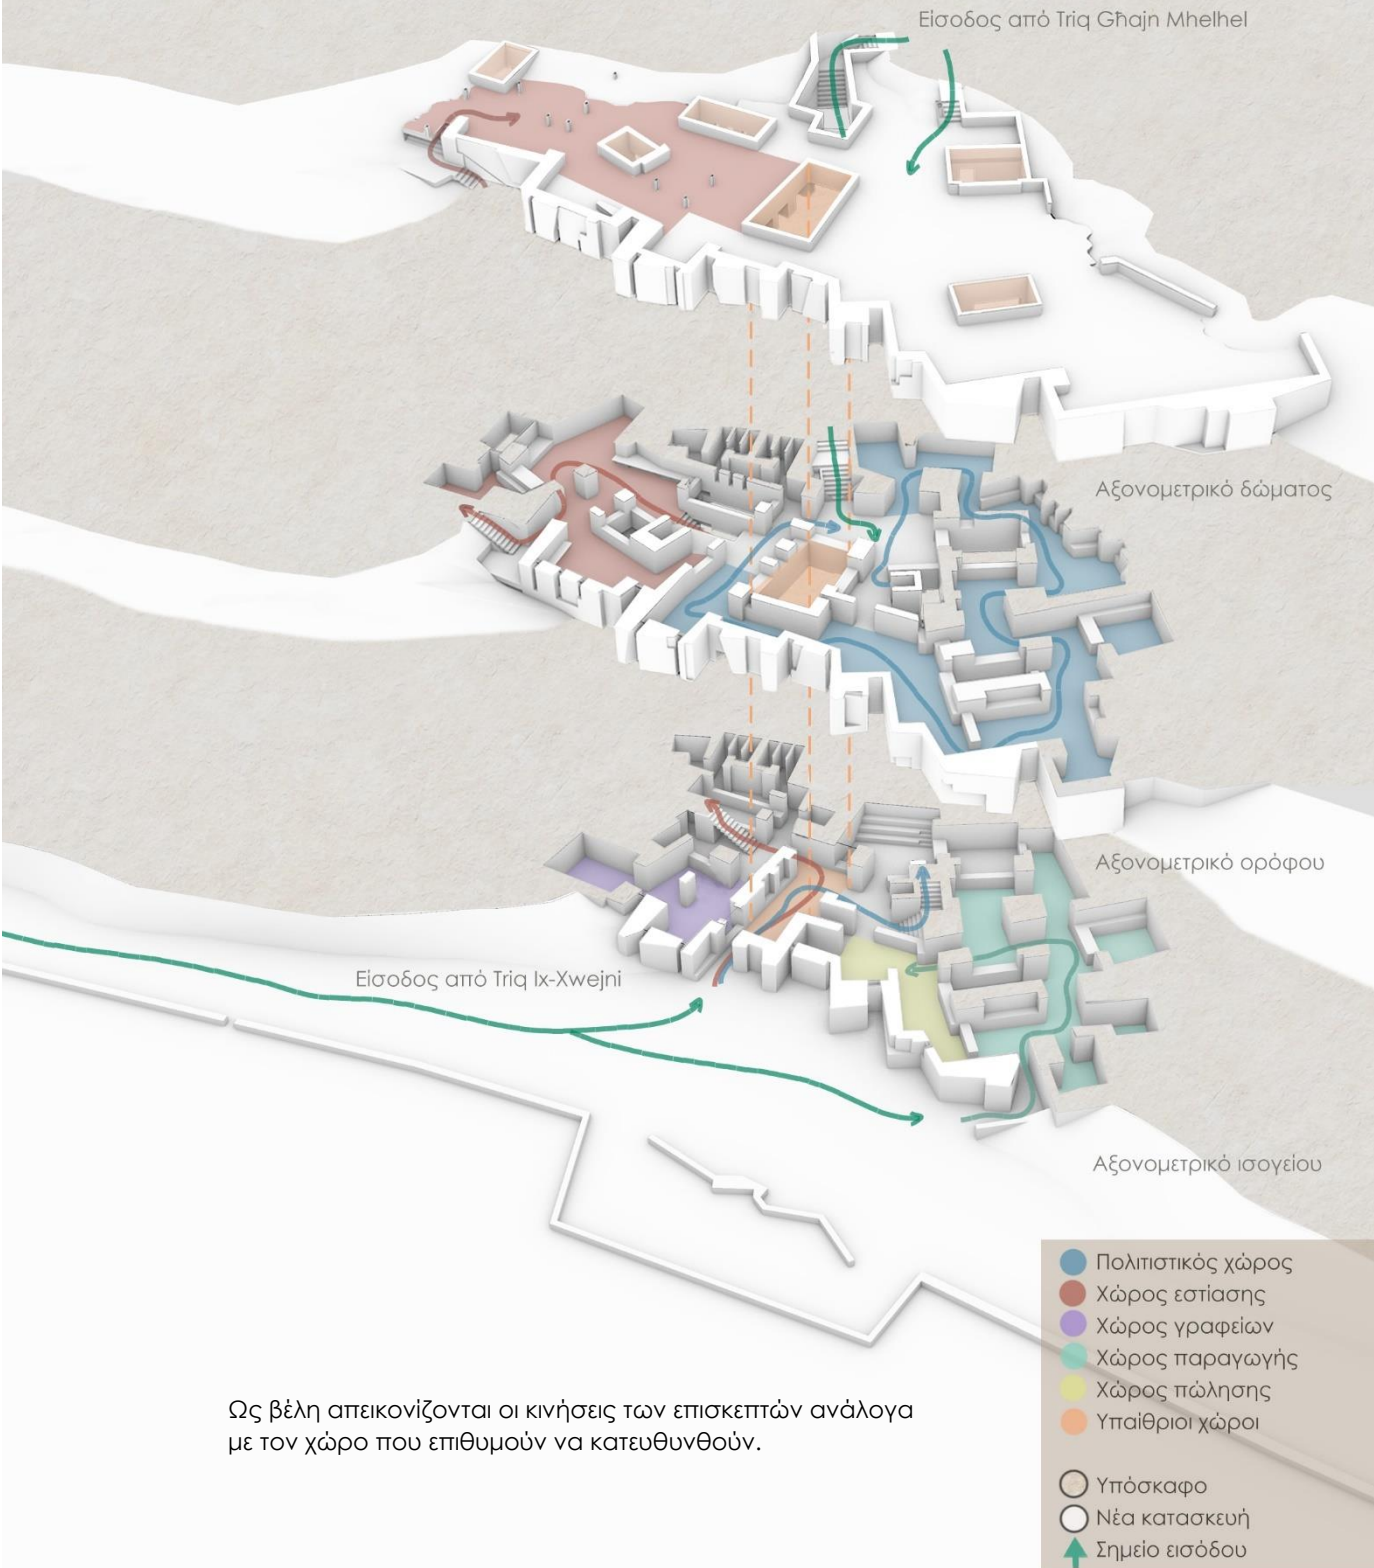 Είσοδος από Triq Għajn Mhelhel
Αξονομετρικό δώματος
Αξονομετρικό ορόφου
Είσοδος από Triq Ix-Xwejni
Αξονομετρικό ισογείου
Πολιτιστικός χώρος
Χώρος εστίασης
Χώρος γραφείων
Χώρος παραγωγής
Χώρος πώλησης
Υπαίθριοι χώροι
Υπόσκαφο
Νέα κατασκευή
Σημείο εισόδου
Ως βέλη απεικονίζονται οι κινήσεις των επισκεπτών ανάλογα
με τον χώρο που επιθυμούν να κατευθυνθούν.